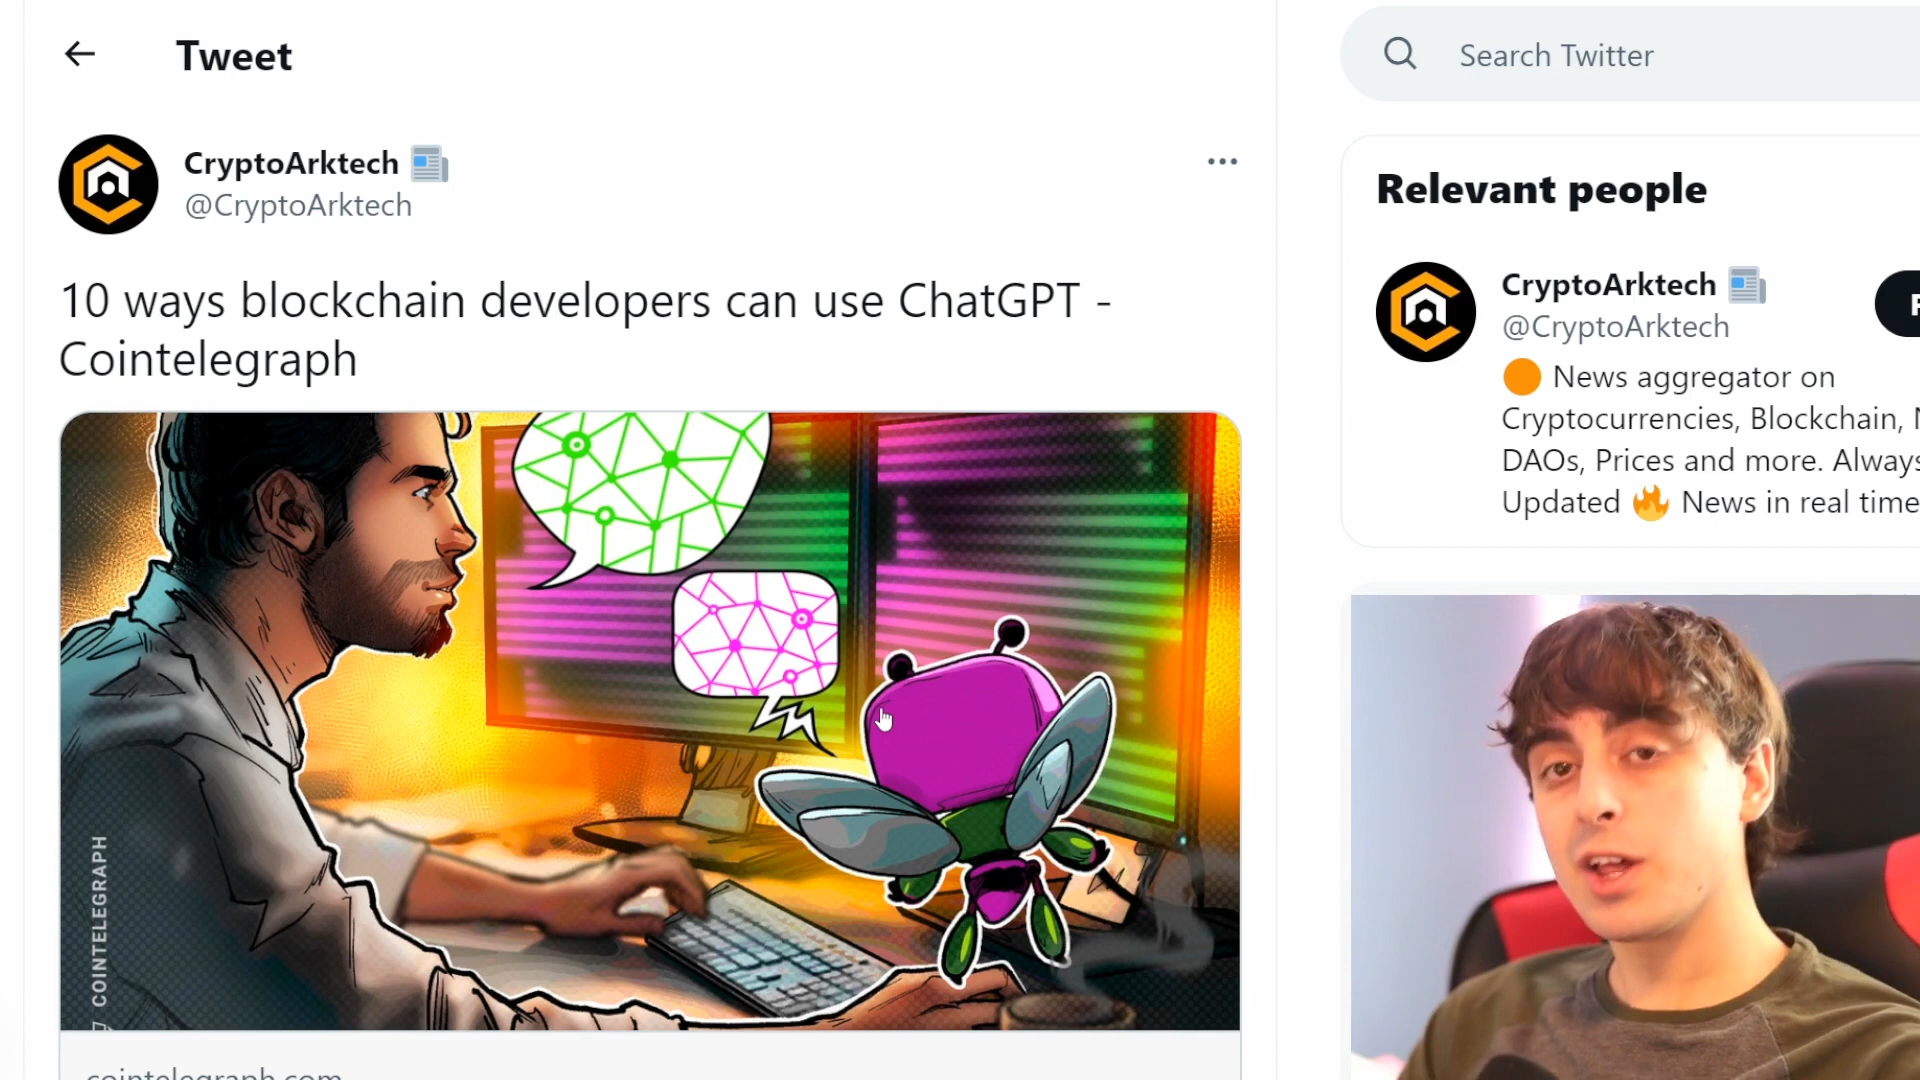 Tweet
Search Twitter
CryptoArktech
@CryptoArktech
10 ways blockchain developers can use ChatGPT -
Cointelegraph
COINTELEGRAPH
cointelegraph.com
Relevant people
CryptoArktech
@CryptoArktech
News aggregator on
Cryptocurrencies, Blockchain,
DAOs, Prices and more. Always
Updated 🔥 News in real time